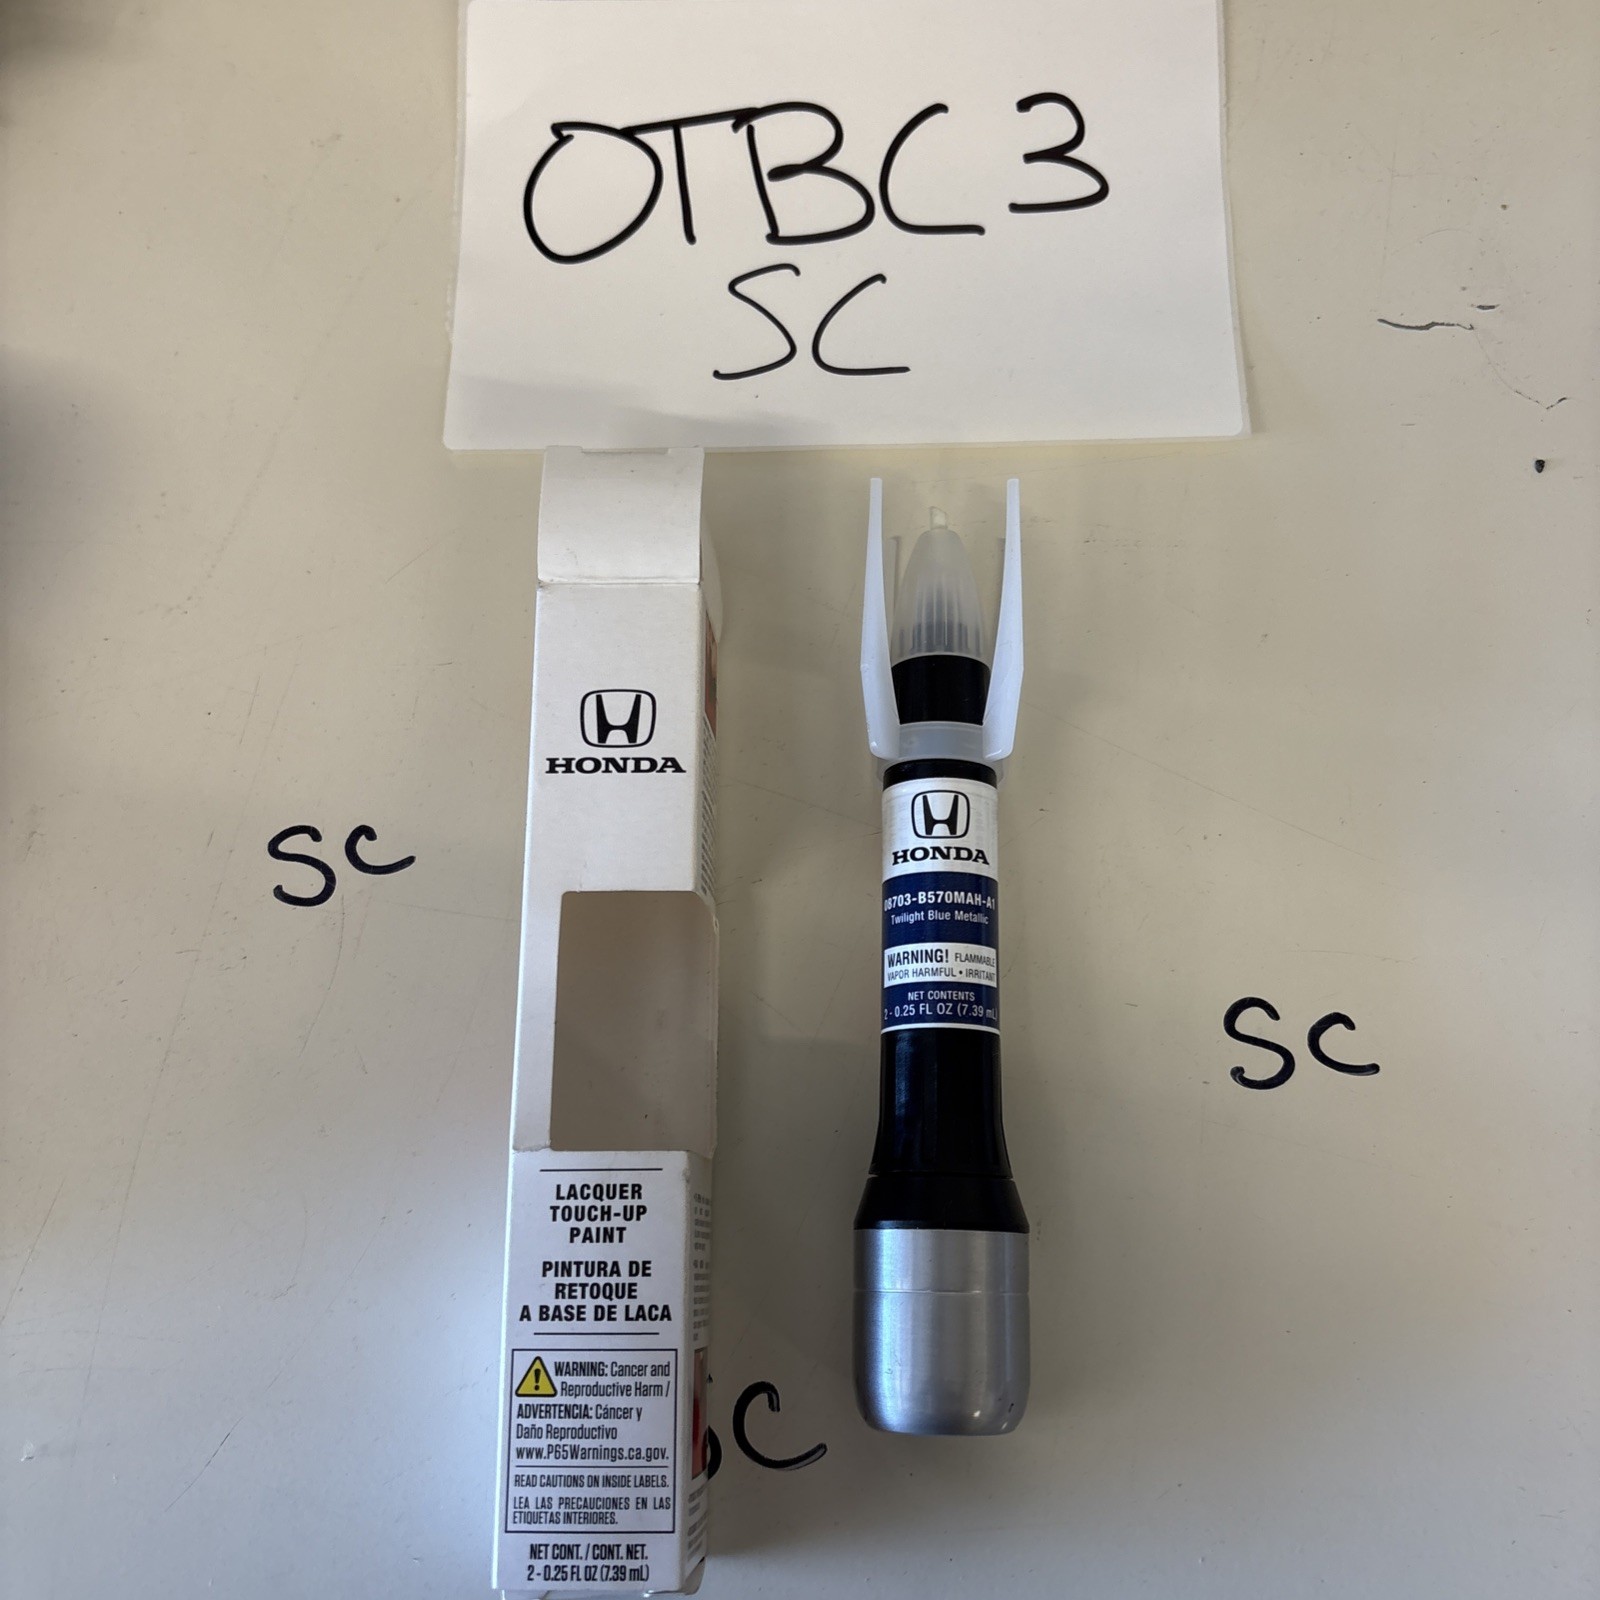 OTBC3
SC
HONDA
LACQUER
TOUCH-UP
PAINT
PINTURA DE
RETOQUE
A BASE DE LACA
WARNING: Cancer and
Reproductive Harm /
ADVERTENCIA: Cáncer y
Daño Reproductivo
www.P65Warnings.ca.gov.
READ CAUTIONS ON INSIDE LABELS.
LEA LAS PRECAUCIONES EN LAS
ETIQUETAS INTERIORES.
NET CONT. / CONT. NET.
2 - 0.25 FL OZ (7.39 mL)
HONDA
08703-B570MAH-A1
Twilight Blue Metallic
WARNING! FLAMMABLE
VAPOR HARMFUL • IRRITANT
NET CONTENTS
2 - 0.25 FL OZ (7.39 mL)
SC
SC
SC